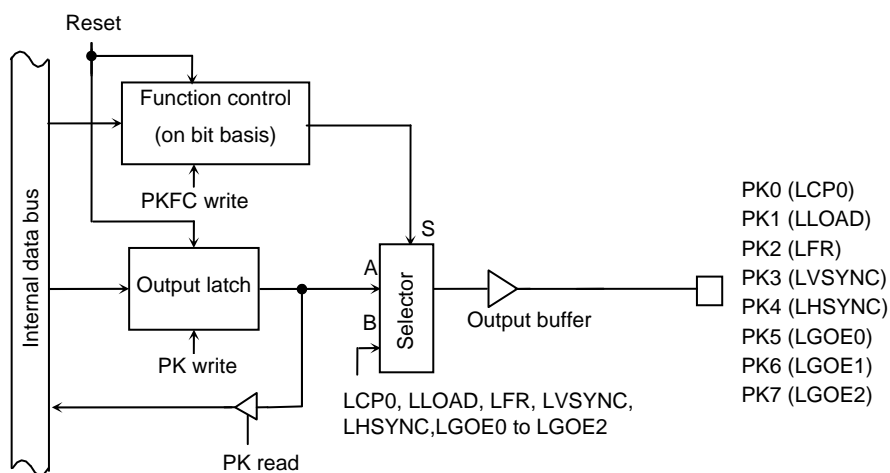 Reset
Function control
(on bit basis)
PKFC write
Internal data bus
Output latch
PK write
PK read
S
A
B
Selector
Output buffer
LCP0, LLOAD, LFR, LVSYNC,
LHSYNC,LGOE0 to LGOE2
PK0 (LCP0)
PK1 (LLOAD)
PK2 (LFR)
PK3 (LVSYNC)
PK4 (LHSYNC)
PK5 (LGOE0)
PK6 (LGOE1)
PK7 (LGOE2)